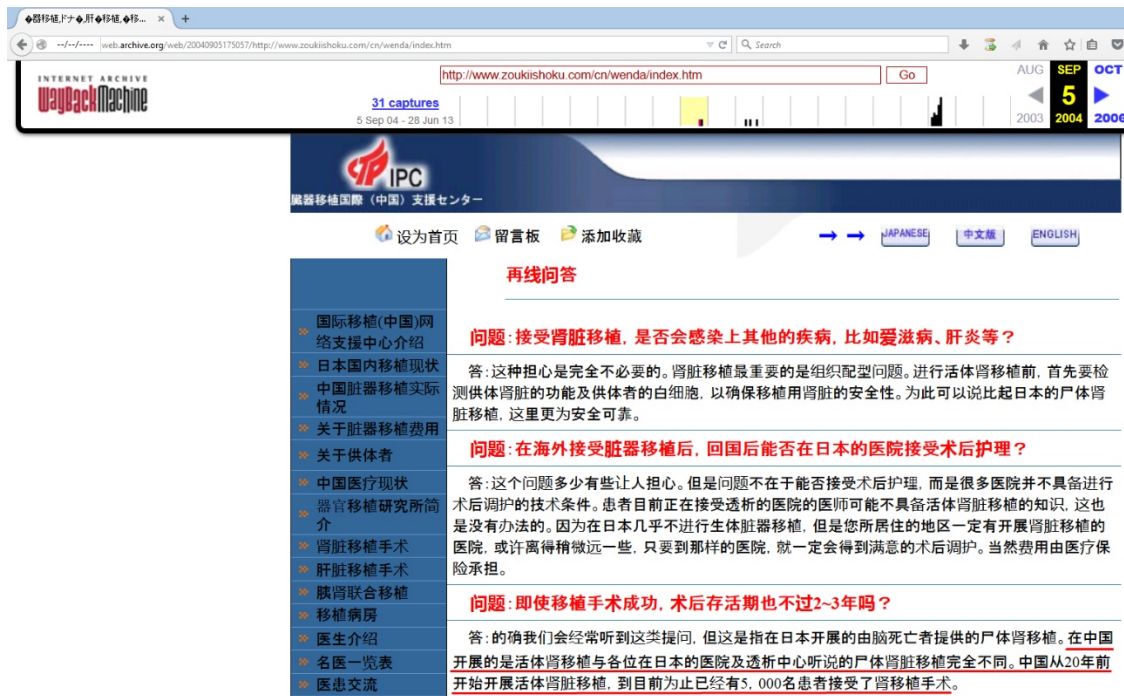 �器移植,ドナ�,肝�移植,�移...
--/--/---- web.archive.org/web/20040905175057/http://www.zoukiishoku.com/cn/wenda/index.htm
Search
INTERNET ARCHIVE
WayBackMachine
http://www.zoukiishoku.com/cn/wenda/index.htm
Go
31 captures
5 Sep 04 - 28 Jun 13
AUG SEP OCT
5
2003 2004 2006
IPC
臓器移植国際（中国）支援センター
设为首页 留言板 添加收藏
JAPANESE 中文版 ENGLISH
国际移植(中国)网
络支援中心介绍
日本国内移植现状
中国脏器移植实际
情况
关于脏器移植费用
关于供体者
中国医疗现状
器官移植研究所简
介
肾脏移植手术
肝脏移植手术
胰肾联合移植
移植病房
医生介绍
名医一览表
医患交流
再线问答
问题:接受肾脏移植，是否会感染上其他的疾病，比如爱滋病、肝炎等？
答:这种担心是完全不必要的。肾脏移植最重要的是组织配型问题。进行活体肾移植前，首先要检
测供体肾脏的功能及供体者的白细胞，以确保移植用肾脏的安全性。为此可以说比起日本的尸体肾
脏移植，这里更为安全可靠。
问题:在海外接受脏器移植后，回国后能否在日本的医院接受术后护理？
答:这个问题多少有些让人担心。但是问题不在于能否接受术后护理，而是很多医院并不具备进行
术后调护的技术条件。患者目前正在接受透析的医院的医师可能不具备活体肾脏移植的知识，这也
是没有办法的。因为在日本几乎不进行生体脏器移植，但是您所居住的地区一定有开展肾脏移植的
医院，或许离得稍微远一些，只要到那样的医院，就一定会得到满意的术后调护。当然费用由医疗保
险承担。
问题:即使移植手术成功，术后存活期也不过2~3年吗？
答:的确我们会经常听到这类提问，但这是指在日本开展的由脑死亡者提供的尸体肾移植。在中国
开展的是活体肾移植与各位在日本的医院及透析中心听说的尸体肾脏移植完全不同。中国从20年前
开始开展活体肾脏移植，到目前为止已经有5，000名患者接受了肾移植手术。